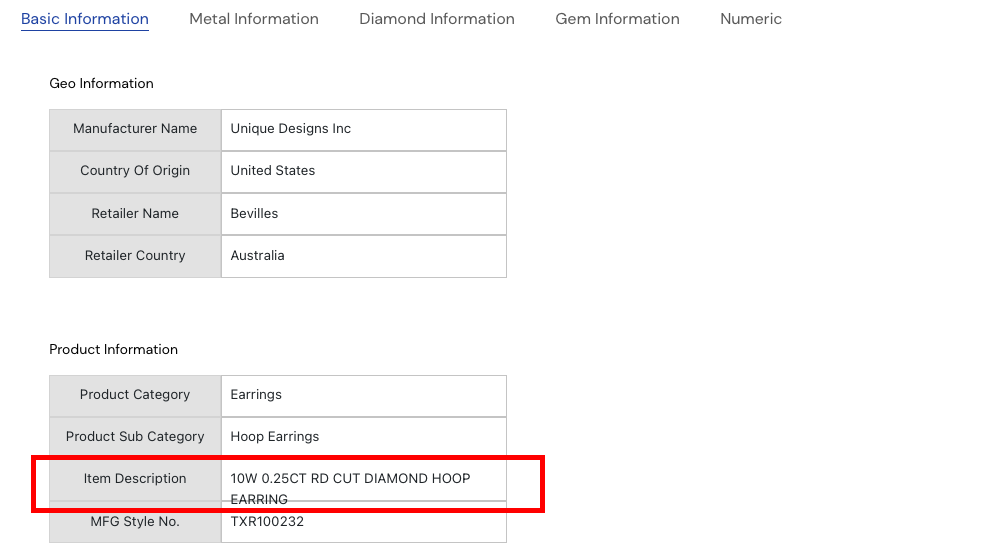 Basic Information Metal Information Diamond Information Gem Information Numeric
Geo Information
Manufacturer Name Unique Designs Inc
Country Of Origin United States
Retailer Name Bevilles
Retailer Country Australia
Product Information
Product Category Earrings
Product Sub Category Hoop Earrings
Item Description 10W 0.25CT RD CUT DIAMOND HOOP
EARRING
MFG Style No. TXR100232